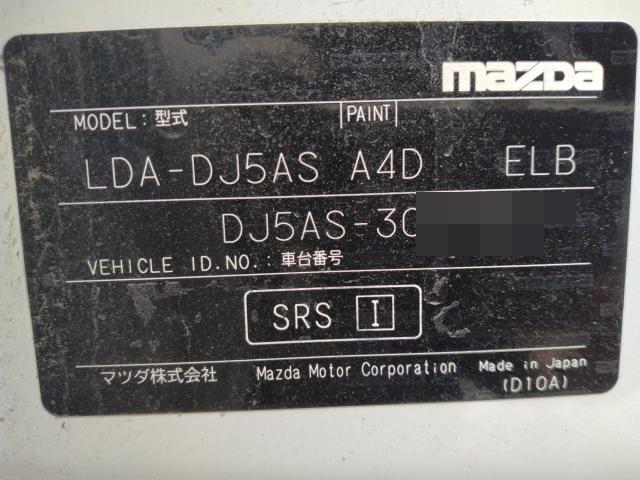 mazda
MODEL: 型式 PAINT
LDA-DJ5AS A4D ELB
DJ5AS-30
VEHICLE ID.NO.: 車台番号
SRS I
マツダ株式会社 Mazda Motor Corporation Made in Japan
(D10A)